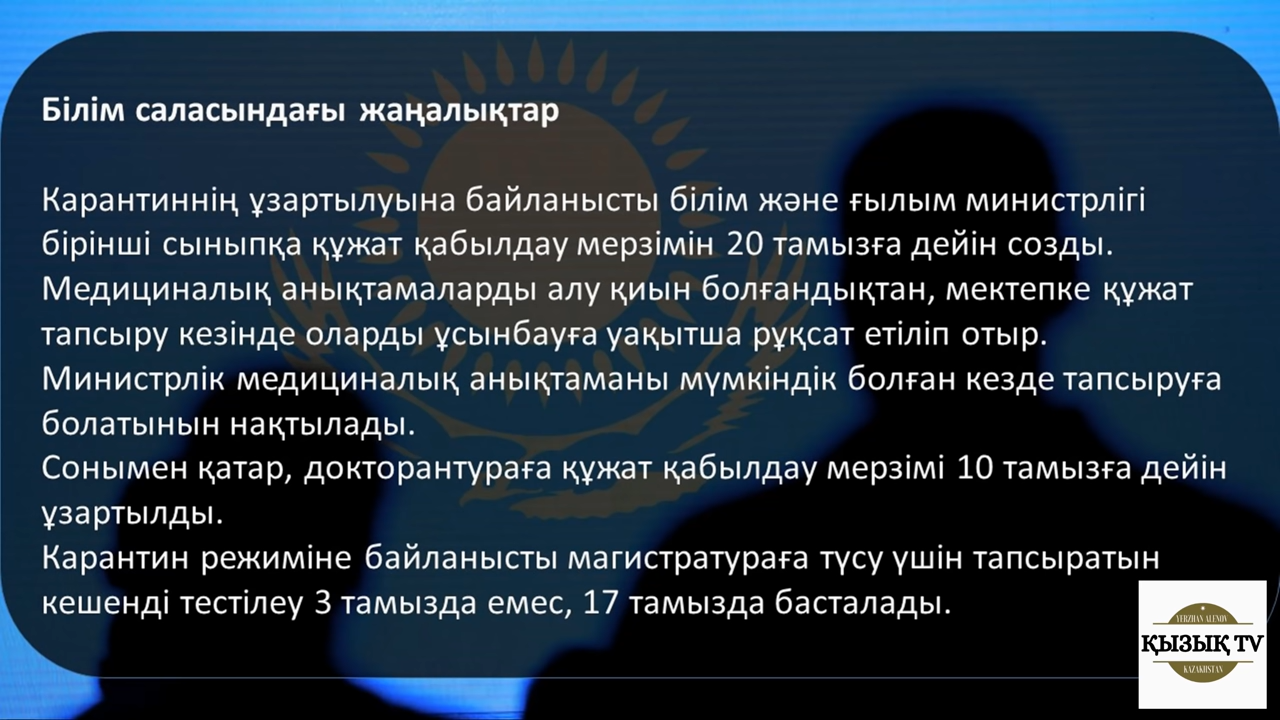 Білім саласындағы жаңалықтар
Карантиннің ұзартылуына байланысты білім және ғылым министрлігі
бірінші сыныпқа құжат қабылдау мерзімін 20 тамызға дейін созды.
Медициналық анықтамаларды алу қиын болғандықтан, мектепке құжат
тапсыру кезінде оларды ұсынбауға уақытша рұқсат етіліп отыр.
Министрлік медициналық анықтаманы мүмкіндік болған кезде тапсыруға
болатынын нақтылады.
Сонымен қатар, докторантураға құжат қабылдау мерзімі 10 тамызға дейін
ұзартылды.
Карантин режиміне байланысты магистратураға түсу үшін тапсыратын
кешенді тестілеу 3 тамызда емес, 17 тамызда басталады.
YERZHAN ALENOV
ҚЫЗЫҚ TV
KAZAKHSTAN